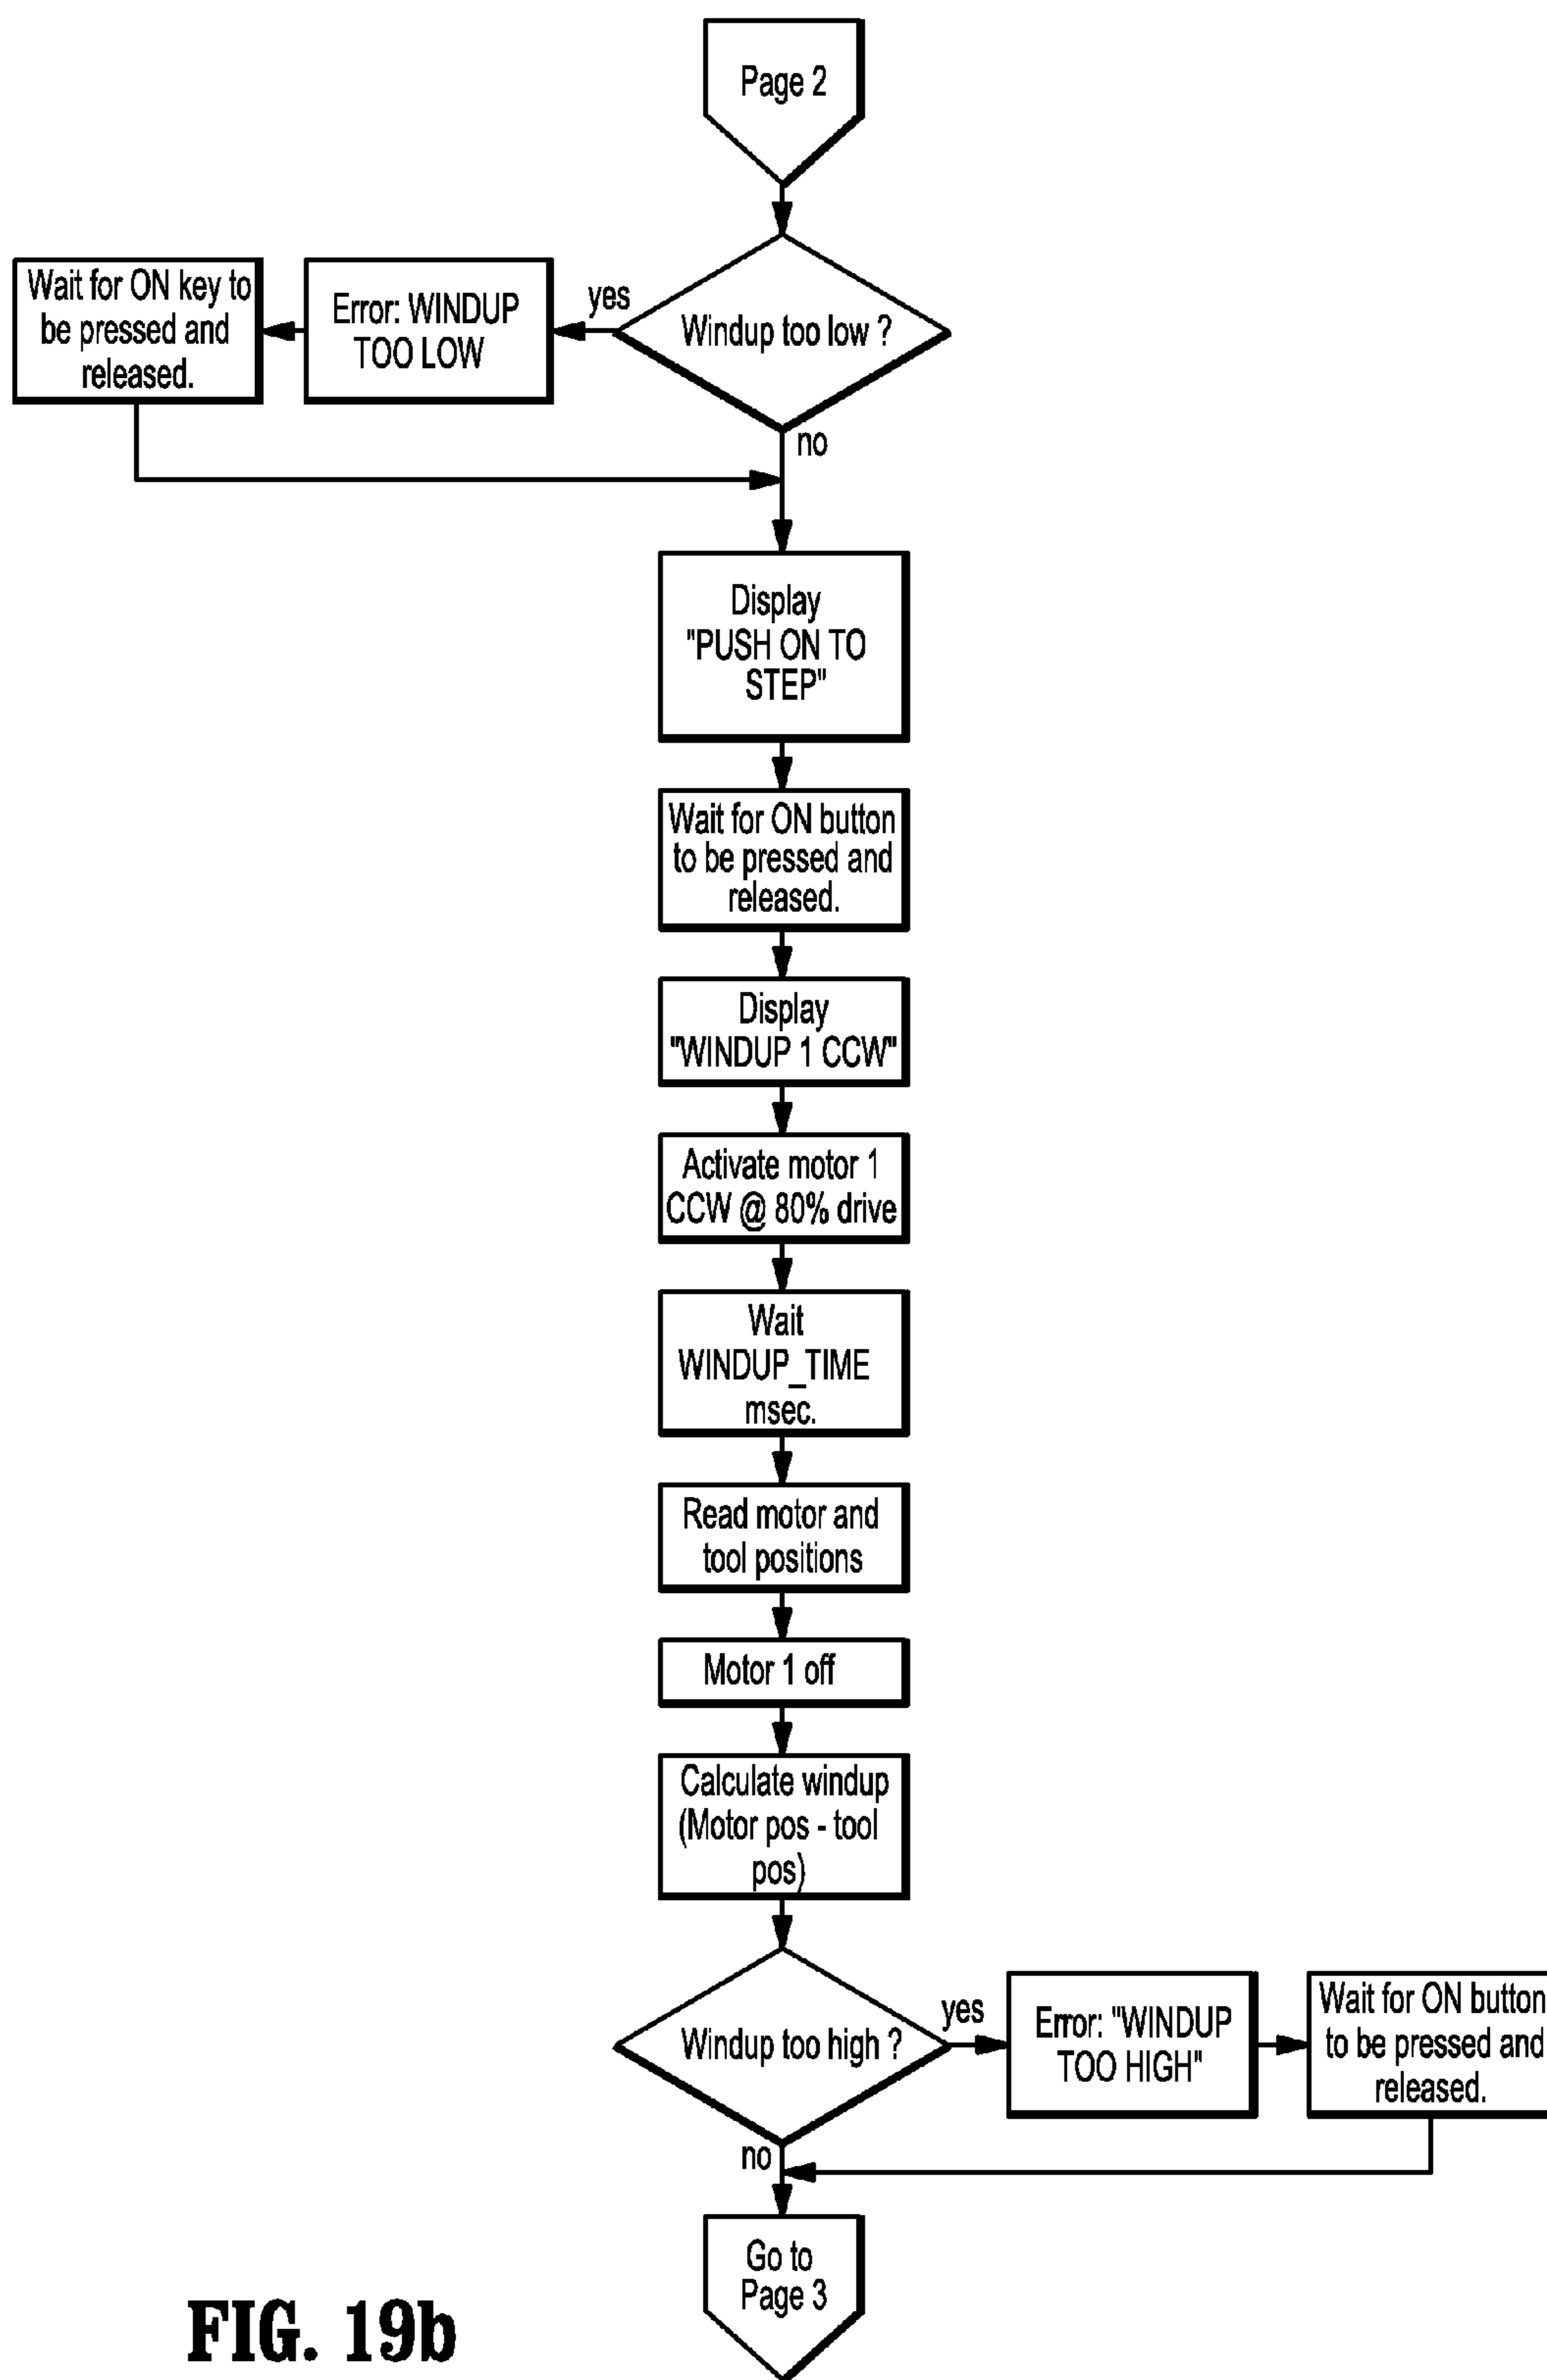 Page 2
Windup too low ?
yes
Error: WINDUP
TOO LOW
Wait for ON key to
be pressed and
released.
no
Display
"PUSH ON TO
STEP"
Wait for ON button
to be pressed and
released.
Display
"WINDUP 1 CCW"
Activate motor 1
CCW @ 80% drive
Wait
WINDUP_TIME
msec.
Read motor and
tool positions
Motor 1 off
Calculate windup
(Motor pos - tool
pos)
Windup too high ?
yes
Error: "WINDUP
TOO HIGH"
Wait for ON button
to be pressed and
released.
no
Go to
Page 3
FIG. 19b